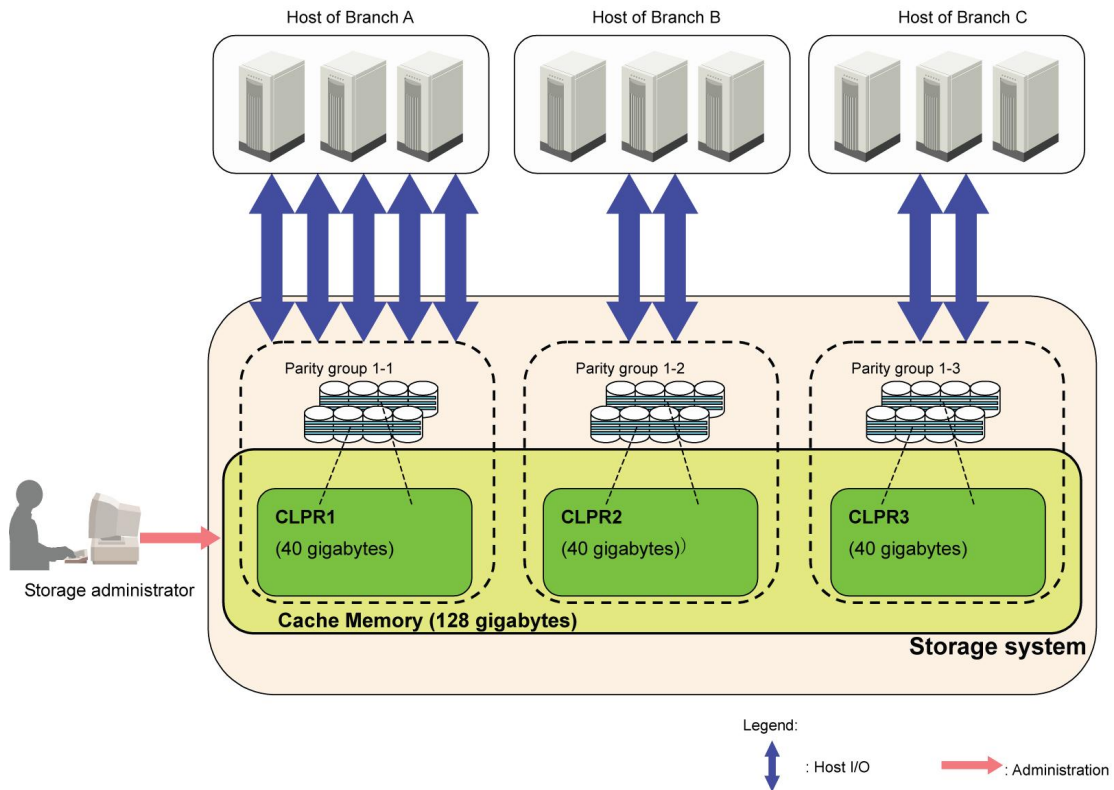 Host of Branch A
Host of Branch B
Host of Branch C
Parity group 1-1
Parity group 1-2
Parity group 1-3
CLPR1
(40 gigabytes)
CLPR2
(40 gigabytes))
CLPR3
(40 gigabytes)
Storage administrator
Cache Memory (128 gigabytes)
Storage system
Legend:
: Host I/O
: Administration